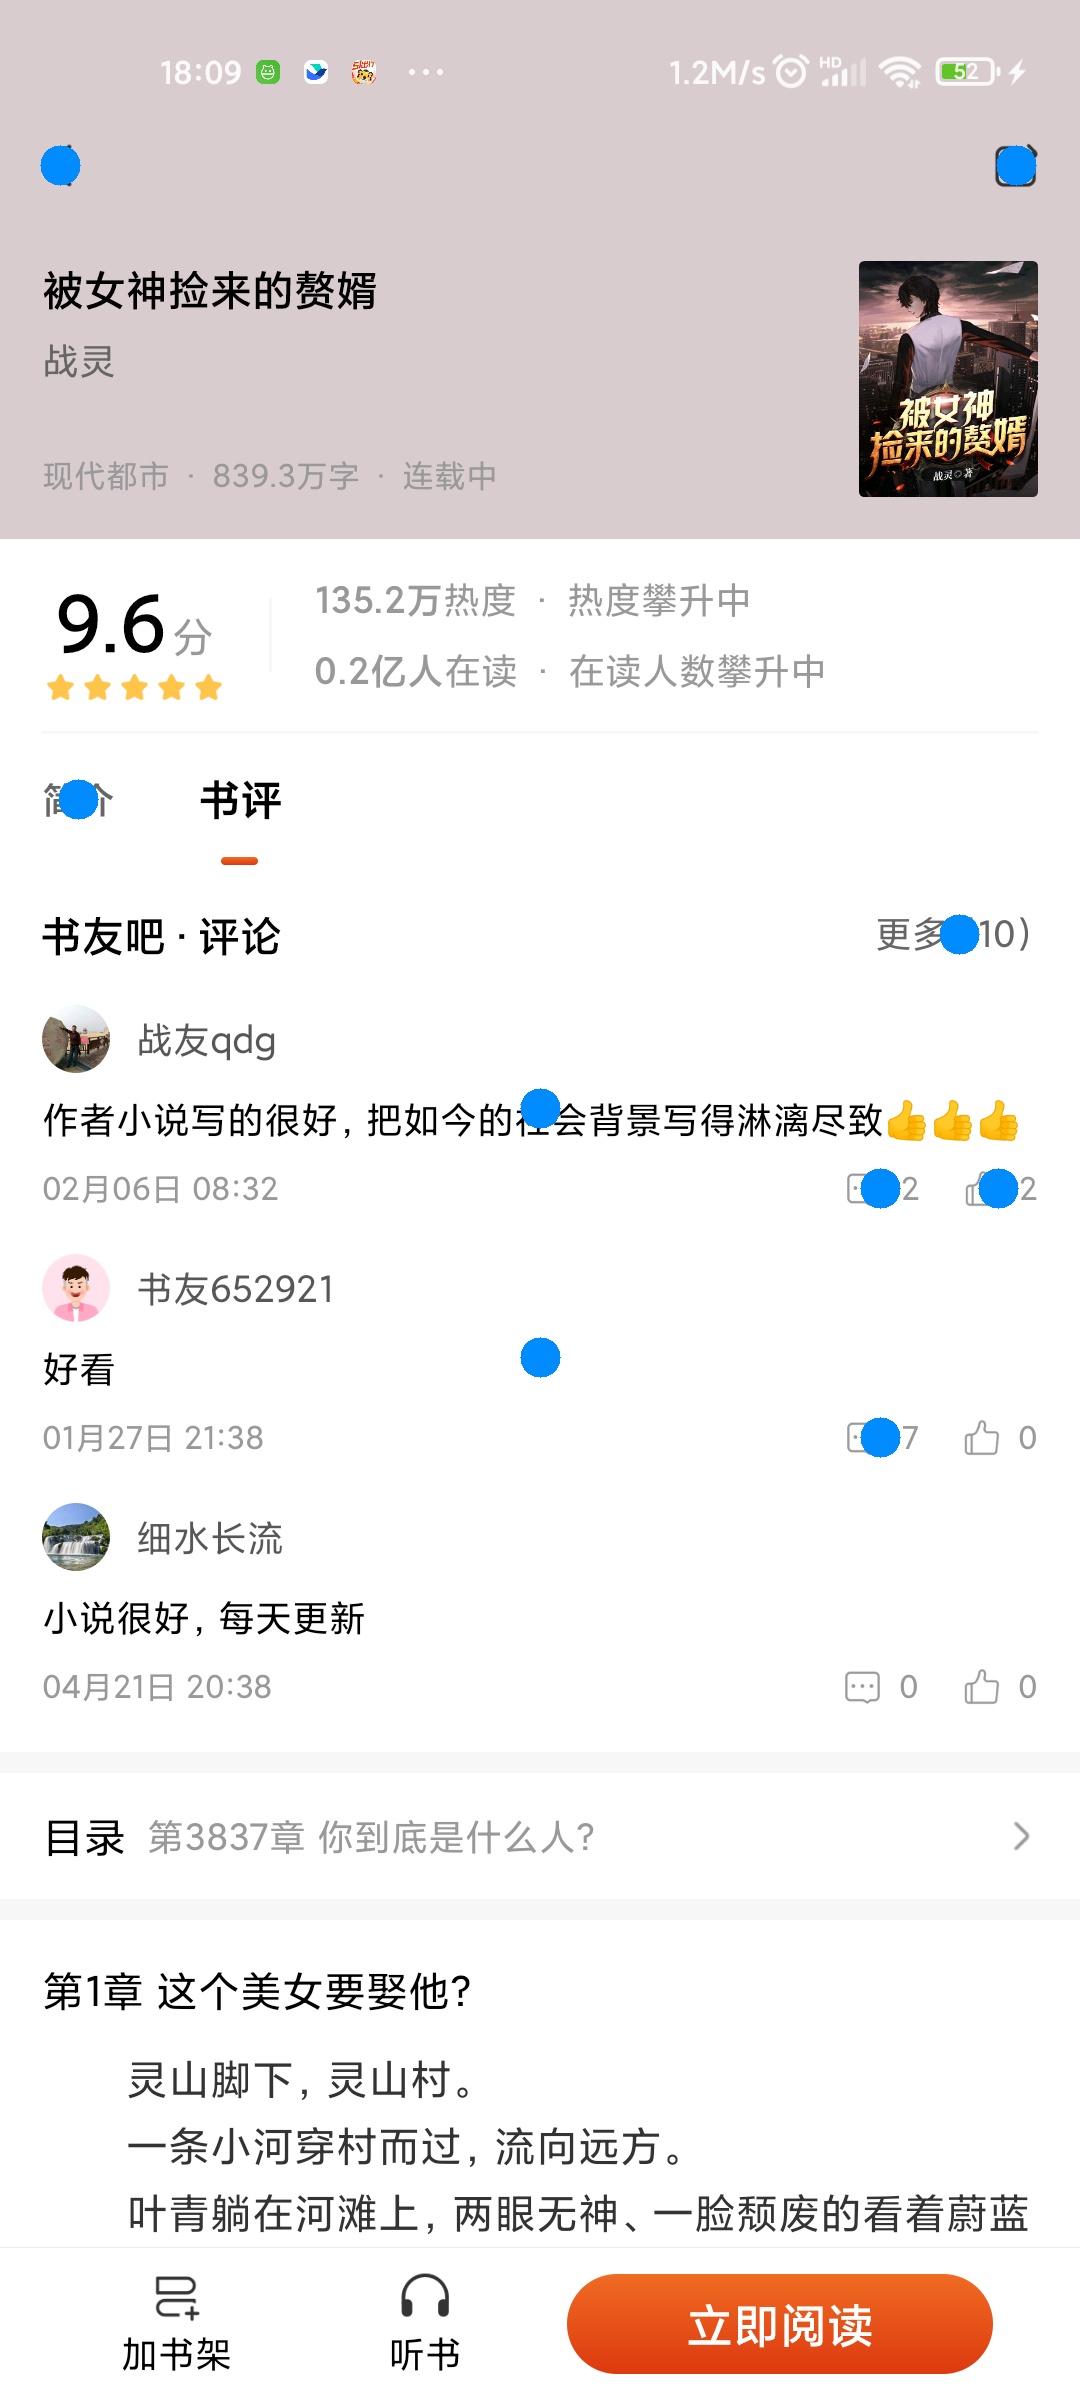 18:09
1.2M/s HD 52
被女神捡来的赘婿
战灵
现代都市 · 839.3万字 · 连载中
被女神
捡来的赘婿
战灵◎著
9.6分
135.2万热度 · 热度攀升中
0.2亿人在读 · 在读人数攀升中
简介 书评
书友吧 · 评论
更多 10)
战友qdg
作者小说写的很好，把如今的社会背景写得淋漓尽致👍👍👍
02月06日 08:32
2 2
书友652921
好看
01月27日 21:38
7 0
细水长流
小说很好，每天更新
04月21日 20:38
0 0
目录 第3837章 你到底是什么人?
第1章 这个美女要娶他?
灵山脚下，灵山村。
一条小河穿村而过，流向远方。
叶青躺在河滩上，两眼无神、一脸颓废的看着蔚蓝
加书架
听书
立即阅读